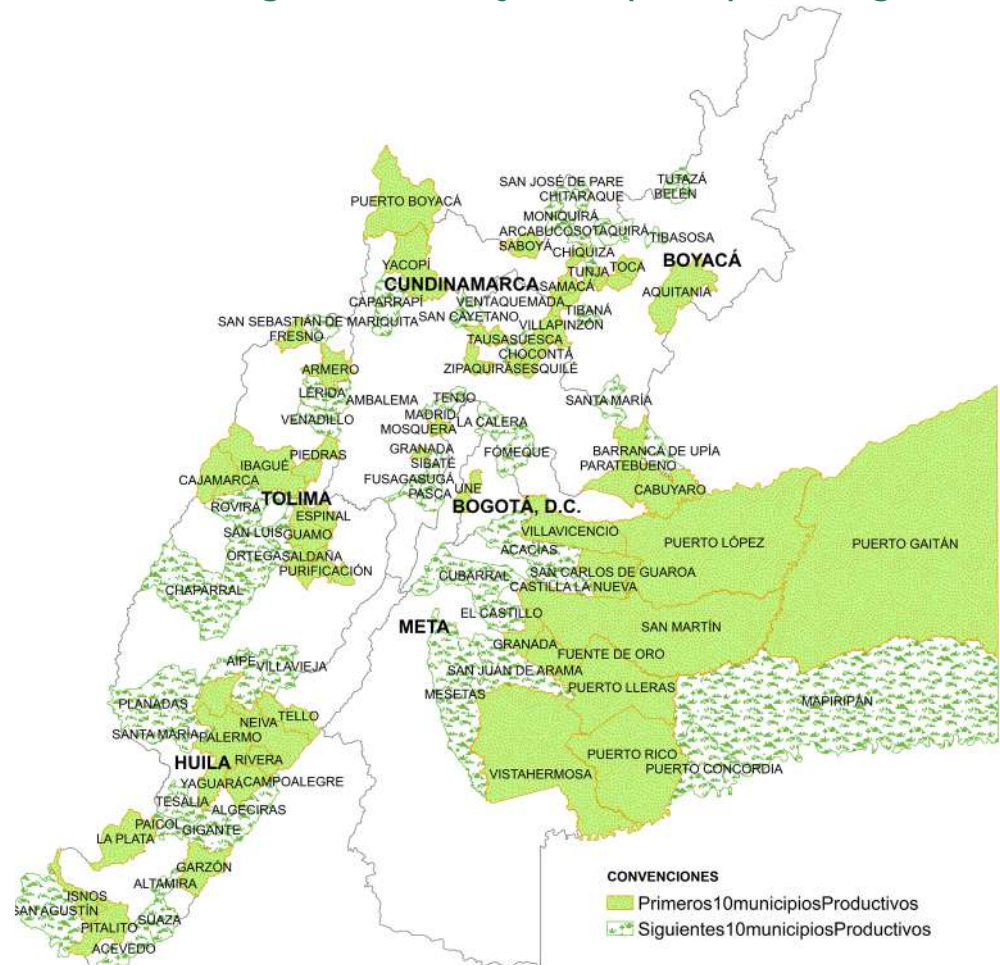 SAN JOSÉ DE PARE
TUTAZÁ
CHITARAQUE
BELÉN
PUERTO BOYACÁ
MONIQUIRÁ
ARCABUCO
SOTAQUIRÁ
TIBASOSA
SABOYÁ
CHÍQUIZA
BOYACÁ
YACOPÍ
TUNJA
TOCA
CUNDINAMARCA
SAMACÁ
AQUITANIA
CAPARRAPÍ
VENTAQUEMADA
TIBANÁ
SAN CAYETANO
SAN SEBASTIÁN DE MARIQUITA
VILLAPINZÓN
FRESNO
TAUSA
SUESCA
CHOCONTÁ
ARMERO
ZIPAQUIRÁ
SESQUILÉ
LÉRIDA
AMBALEMA
TENJO
SANTA MARÍA
MADRID
VENADILLO
MOSQUERA
LA CALERA
GRANADA
FÓMEQUE
BARRANCA DE UPÍA
PIEDRAS
IBAGUÉ
SIBATÉ
PARATEBUENO
CAJAMARCA
FUSAGASUGÁ
UNE
CABUYARO
PASCA
TOLIMA
ROVIRA
BOGOTÁ, D.C.
ESPINAL
SAN LUIS
GUAMO
VILLAVICENCIO
PUERTO LÓPEZ
PUERTO GAITÁN
ORTEGA
SALDAÑA
ACACÍAS
PURIFICACIÓN
SAN CARLOS DE GUAROA
CUBARRAL
CHAPARRAL
CASTILLA LA NUEVA
EL CASTILLO
META
SAN MARTÍN
GRANADA
FUENTE DE ORO
AIPE
VILLAVIEJA
SAN JUAN DE ARAMA
PUERTO LLERAS
MESETAS
PLANADAS
MAPIRIPÁN
NEIVA
TELLO
SANTA MARÍA
PALERMO
PUERTO RICO
HUILA
RIVERA
VISTAHERMOSA
PUERTO CONCORDIA
YAGUARÁ
CAMPOALEGRE
TESALIA
ALGECIRAS
PAICOL
GIGANTE
LA PLATA
GARZÓN
ALTAMIRA
CONVENCIONES
ISNOS
SAN AGUSTÍN
Primeros10municipiosProductivos
SUAZA
PITALITO
Siguientes10municipiosProductivos
ACEVEDO